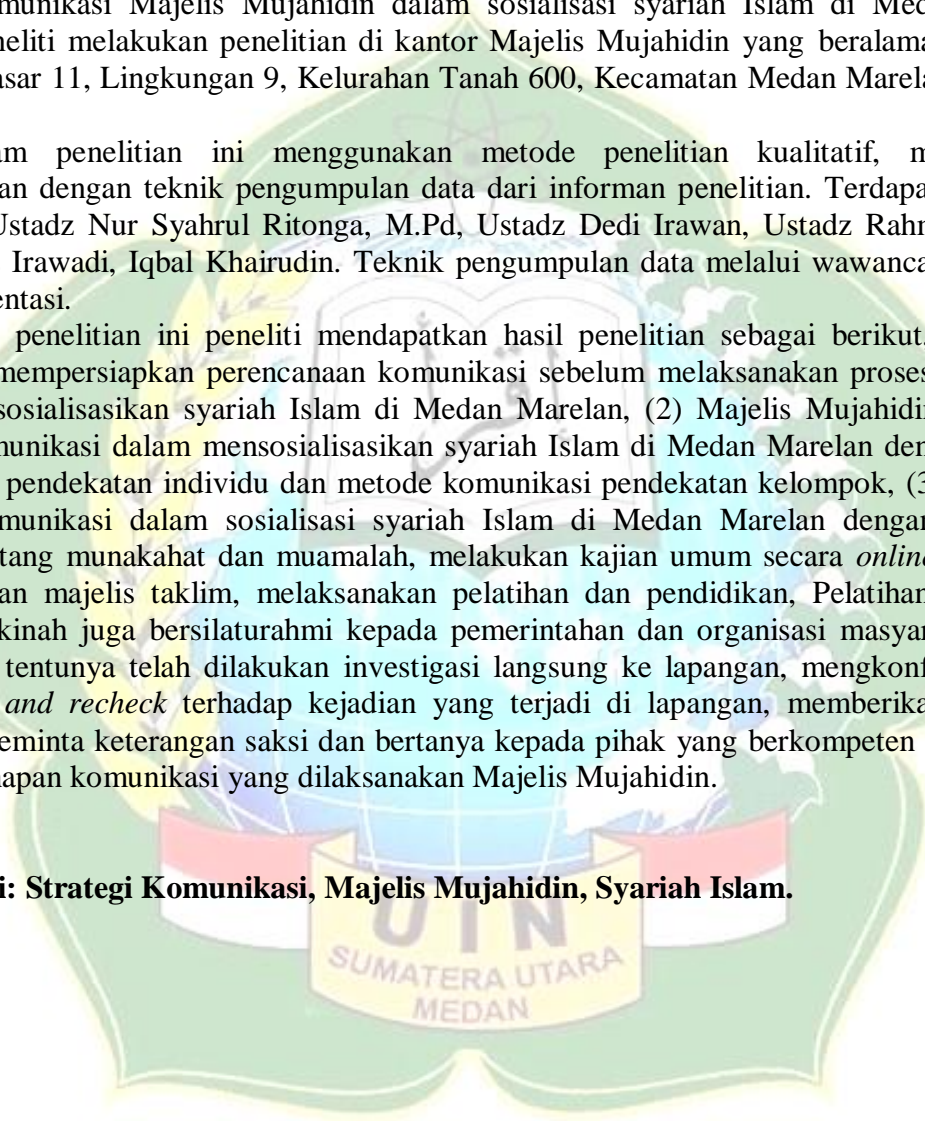 munikasi Majelis Mujahidin dalam sosialisasi syariah Islam di Med
neliti melakukan penelitian di kantor Majelis Mujahidin yang beralama
asar 11, Lingkungan 9, Kelurahan Tanah 600, Kecamatan Medan Marela
am penelitian ini menggunakan metode penelitian kualitatif, m
an dengan teknik pengumpulan data dari informan penelitian. Terdapa
Ustadz Nur Syahrul Ritonga, M.Pd, Ustadz Dedi Irawan, Ustadz Rahm
Irawadi, Iqbal Khairudin. Teknik pengumpulan data melalui wawanca
entasi.
penelitian ini peneliti mendapatkan hasil penelitian sebagai berikut.
mempersiapkan perencanaan komunikasi sebelum melaksanakan proses
sosialisasikan syariah Islam di Medan Marelan, (2) Majelis Mujahidin
munikasi dalam mensosialisasikan syariah Islam di Medan Marelan den
pendekatan individu dan metode komunikasi pendekatan kelompok, (3
omunikasi dalam sosialisasi syariah Islam di Medan Marelan dengan
tang munakahat dan muamalah, melakukan kajian umum secara online
an majelis taklim, melaksanakan pelatihan dan pendidikan, Pelatihan
kinah juga bersilaturahmi kepada pemerintahan dan organisasi masyar
tentunya telah dilakukan investigasi langsung ke lapangan, mengkonf
and recheck terhadap kejadian yang terjadi di lapangan, memberika
eminta keterangan saksi dan bertanya kepada pihak yang berkompeten
napan komunikasi yang dilaksanakan Majelis Mujahidin.
i: Strategi Komunikasi, Majelis Mujahidin, Syariah Islam.
اقرأ
UIN
SUMATERA UTARA
MEDAN